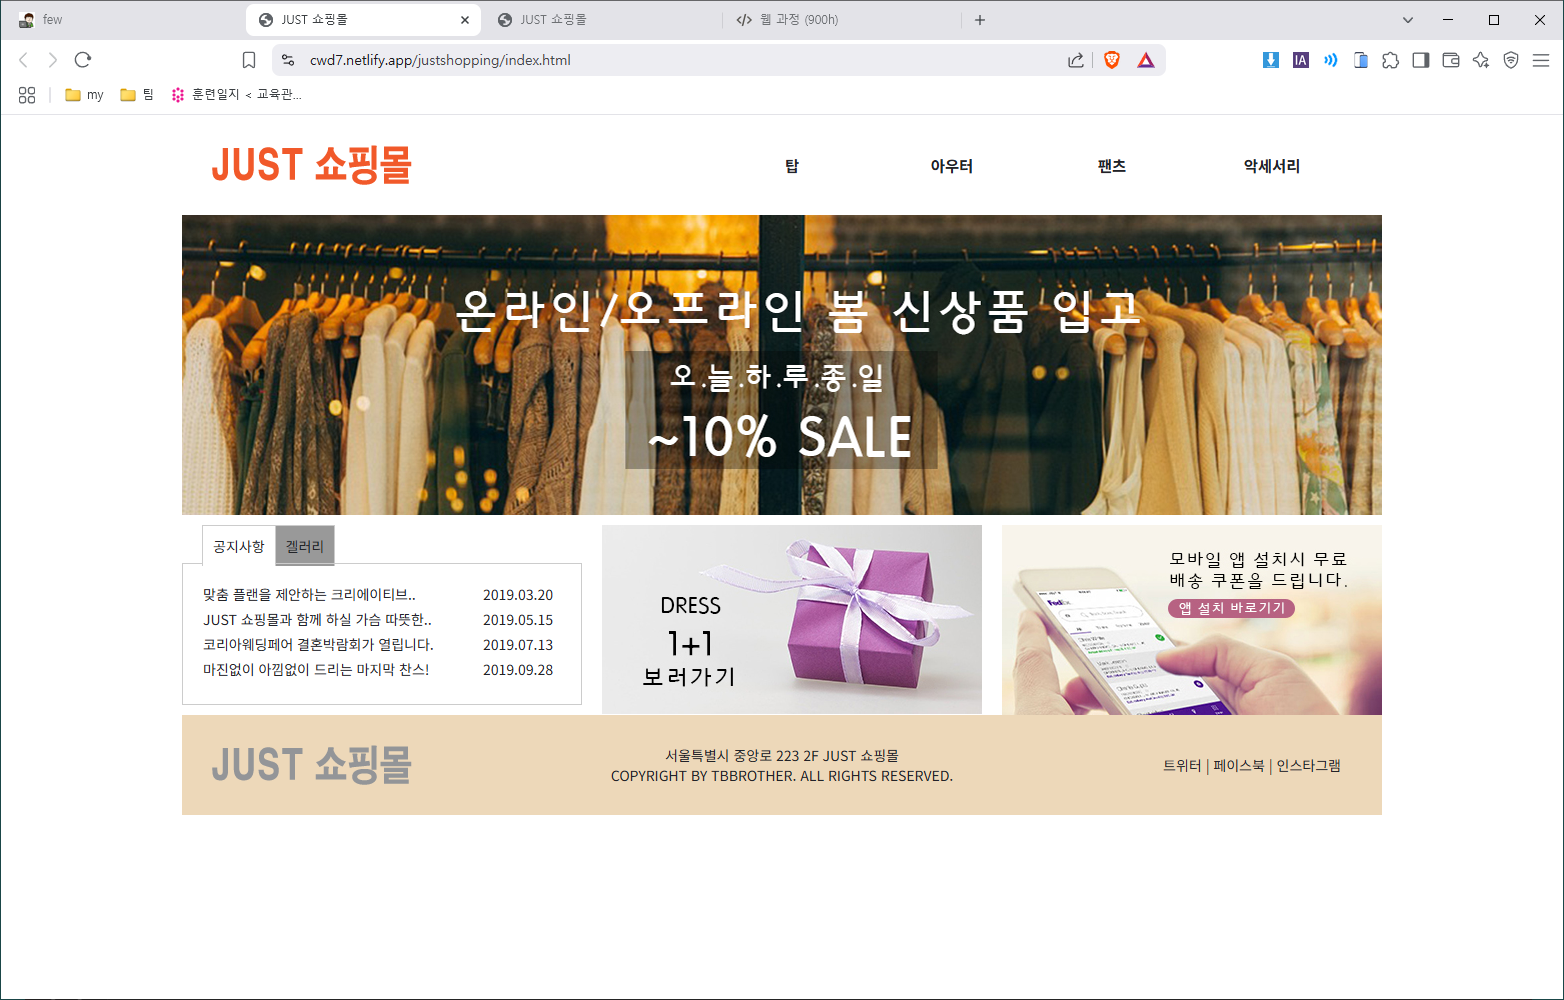 few
JUST 쇼핑몰
JUST 쇼핑몰
웹 과정 (900h)
cwd7.netlify.app/justshopping/index.html
IA
my
팀
훈련일지 < 교육관...
JUST 쇼핑몰
탑
아우터
팬츠
악세서리
온라인/오프라인 봄 신상품 입고
오.늘.하.루.종.일
~10% SALE
공지사항
겔러리
맞춤 플랜을 제안하는 크리에이티브.. 2019.03.20
JUST 쇼핑몰과 함께 하실 가슴 따뜻한.. 2019.05.15
코리아웨딩페어 결혼박람회가 열립니다. 2019.07.13
마진없이 아낌없이 드리는 마지막 찬스! 2019.09.28
DRESS
1+1
보러가기
모바일 앱 설치시 무료
배송 쿠폰을 드립니다.
앱 설치 바로기기
FedEx
JUST 쇼핑몰
서울특별시 중앙로 223 2F JUST 쇼핑몰
COPYRIGHT BY TBBROTHER. ALL RIGHTS RESERVED.
트위터 | 페이스북 | 인스타그램